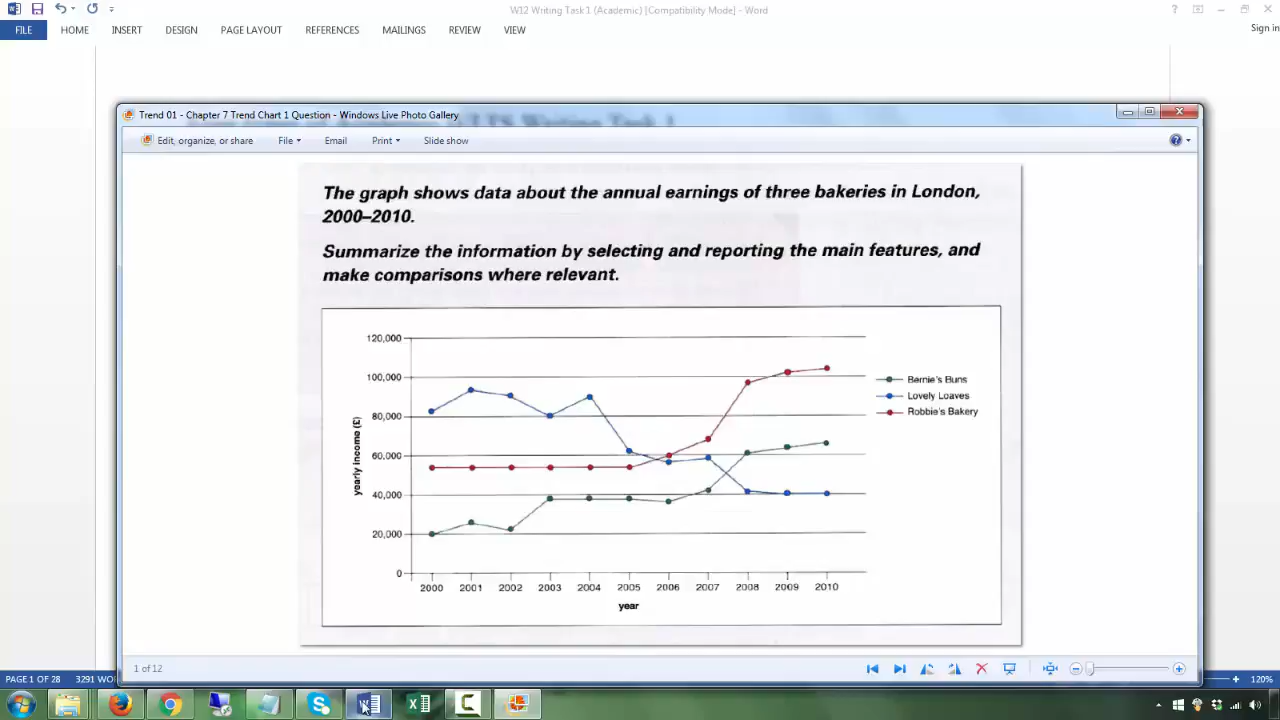 W12 Writing Task 1 (Academic) [Compatibility Mode] - Word
FILE HOME INSERT DESIGN PAGE LAYOUT REFERENCES MAILINGS REVIEW VIEW Sign in
Trend 01 - Chapter 7 Trend Chart 1 Question - Windows Live Photo Gallery
Edit, organize, or share File Email Print Slide show
The graph shows data about the annual earnings of three bakeries in London,
2000–2010.
Summarize the information by selecting and reporting the main features, and
make comparisons where relevant.
120,000
100,000
80,000
60,000
40,000
20,000
0
yearly income (£)
2000 2001 2002 2003 2004 2005 2006 2007 2008 2009 2010
year
Bernie's Buns
Lovely Loaves
Robbie's Bakery
1 of 12
PAGE 1 OF 28 3291 WO 120%